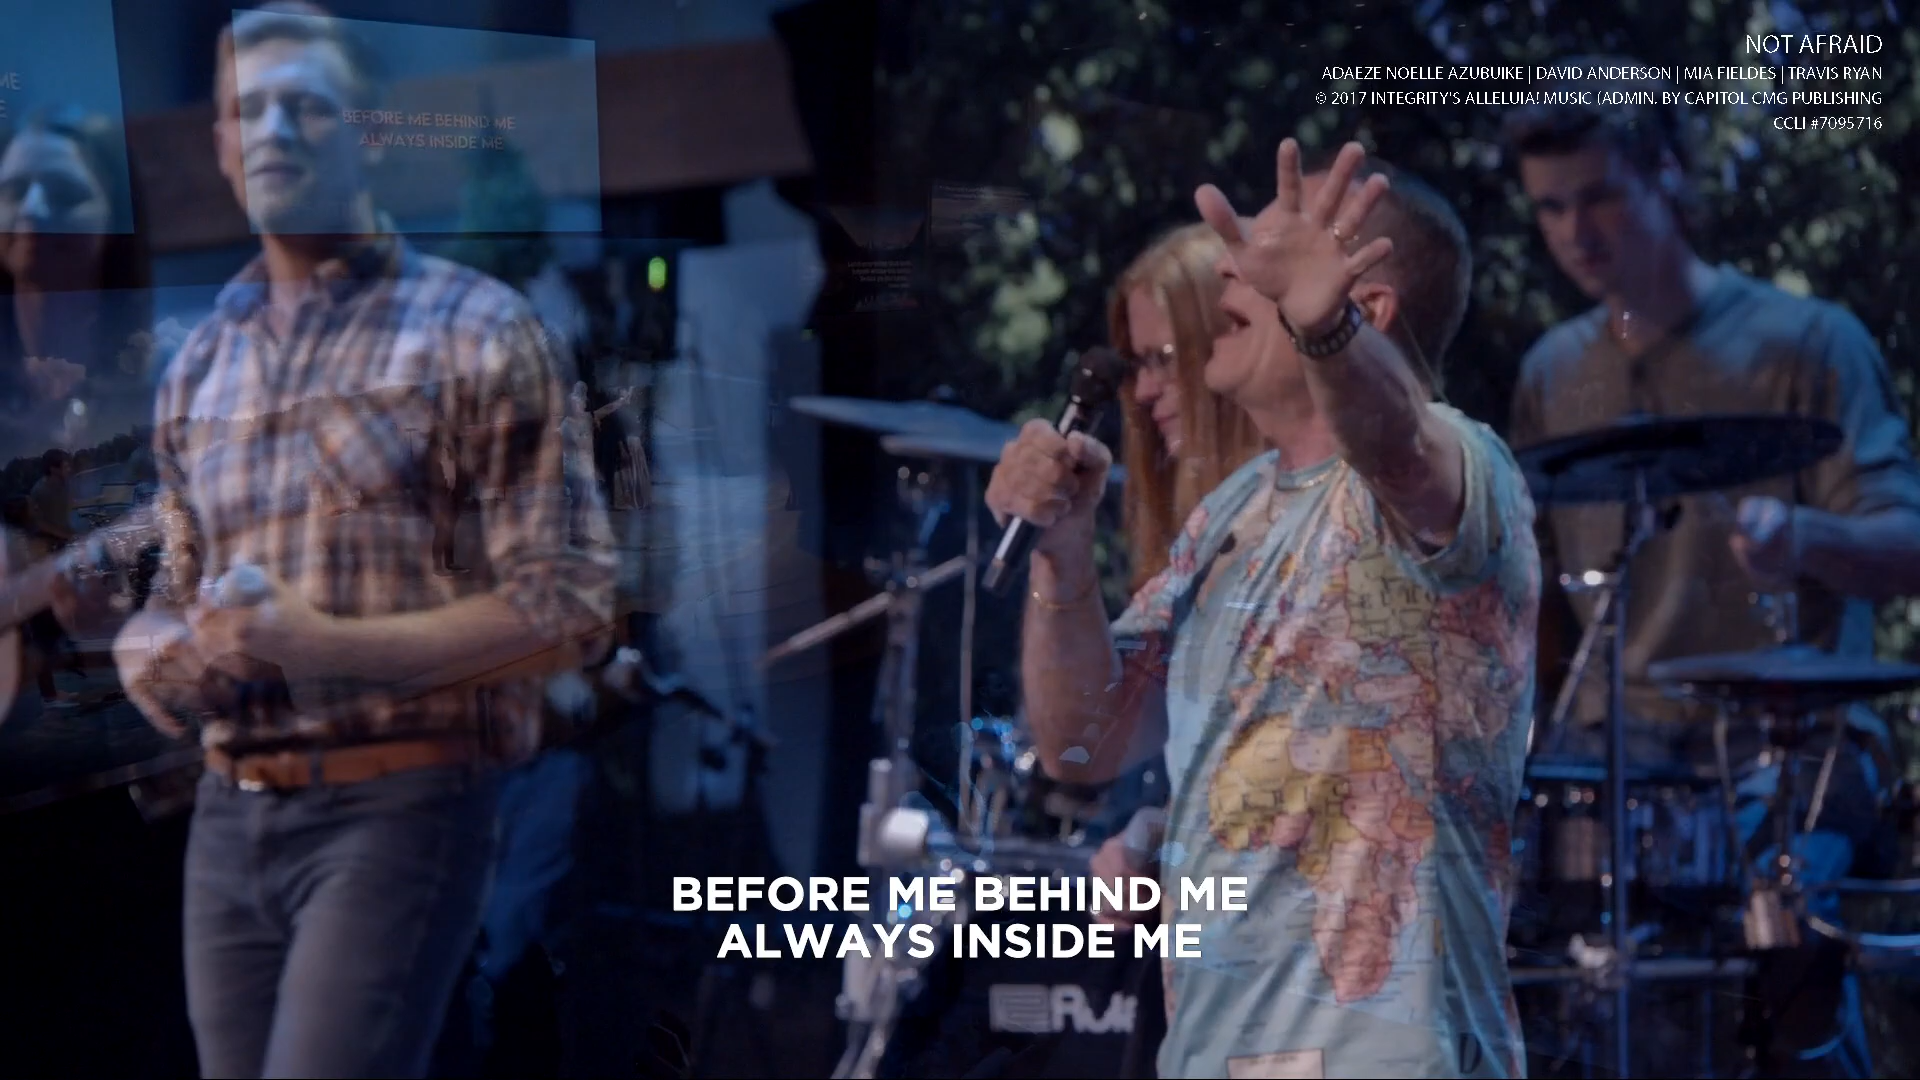 NOT AFRAID
ADAEZE NOELLE AZUBUIKE | DAVID ANDERSON | MIA FIELDES | TRAVIS RYAN
© 2017 INTEGRITY'S ALLELUIA! MUSIC (ADMIN. BY CAPITOL CMG PUBLISHING
CCLI #7095716
ME
BEFORE ME BEHIND ME
ALWAYS INSIDE ME
BEFORE ME BEHIND ME
ALWAYS INSIDE ME